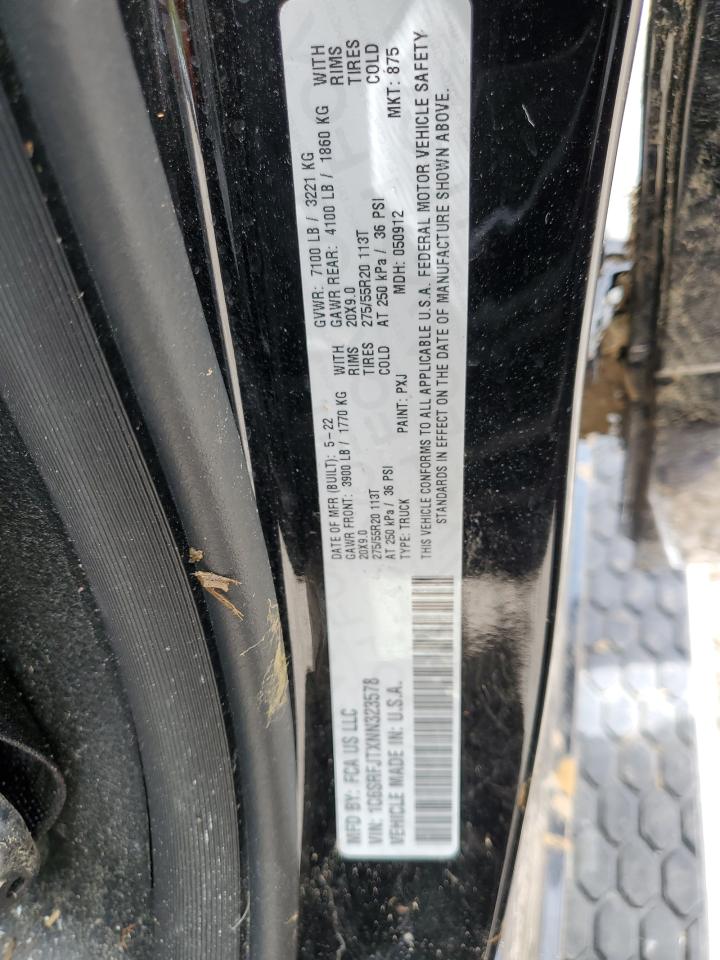 MFD BY: FCA US LLC
DATE OF MFR (BUILT): 5-22
GVWR: 7100 LB / 3221 KG
GAWR FRONT: 3900 LB / 1770 KG WITH
GAWR REAR: 4100 LB / 1860 KG WITH
20X9.0 RIMS
20X9.0 RIMS
275/55R20 113T TIRES
275/55R20 113T TIRES
AT 250 kPa / 36 PSI COLD
AT 250 kPa / 36 PSI COLD
VIN: 1C6SRFJTXNN323578
TYPE: TRUCK PAINT: PXJ MDH: 050912 MKT: 875
VEHICLE MADE IN: U.S.A.
THIS VEHICLE CONFORMS TO ALL APPLICABLE U.S.A. FEDERAL MOTOR VEHICLE SAFETY
STANDARDS IN EFFECT ON THE DATE OF MANUFACTURE SHOWN ABOVE.